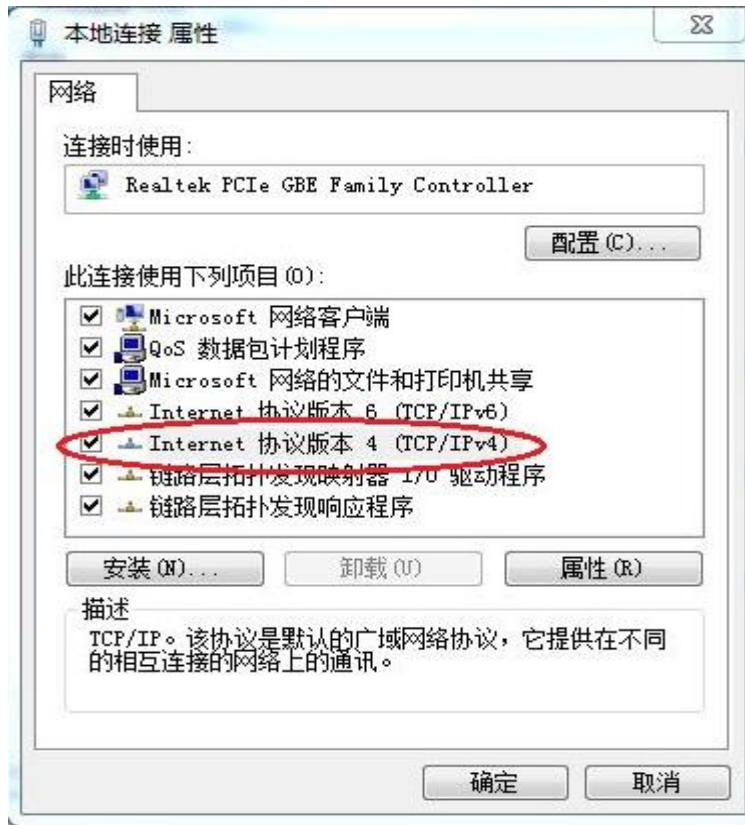 本地连接 属性
网络
连接时使用:
Realtek PCIe GBE Family Controller
配置(C)...
此连接使用下列项目(O):
Microsoft 网络客户端
QoS 数据包计划程序
Microsoft 网络的文件和打印机共享
Internet 协议版本 6 (TCP/IPv6)
Internet 协议版本 4 (TCP/IPv4)
链路层拓扑发现映射器 I/O 驱动程序
链路层拓扑发现响应程序
安装(N)... 卸载(U) 属性(R)
描述
TCP/IP。该协议是默认的广域网络协议，它提供在不同
的相互连接的网络上的通讯。
确定 取消